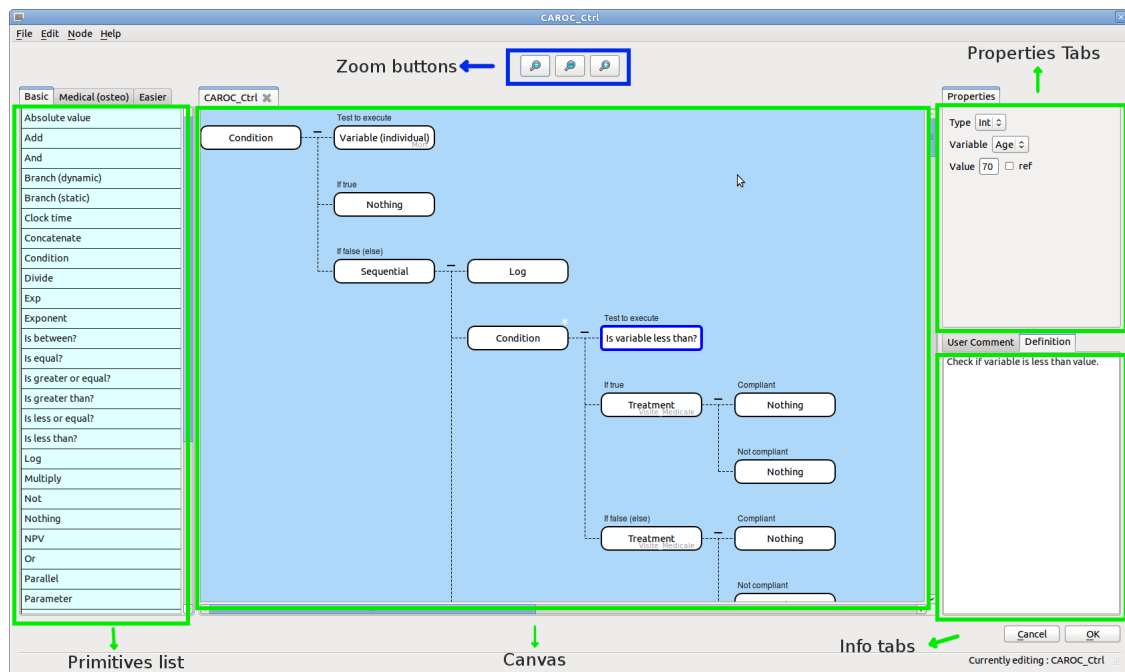 CAROC_Ctrl
File Edit Node Help
Zoom buttons
Properties Tabs
Basic Medical (osteo) Easier
CAROC_Ctrl
Properties
Absolute value
Add
And
Branch (dynamic)
Branch (static)
Clock time
Concatenate
Condition
Divide
Exp
Exponent
Is between?
Is equal?
Is greater or equal?
Is greater than?
Is less or equal?
Is less than?
Log
Multiply
Not
Nothing
NPV
Or
Parallel
Parameter
Test to execute
Condition
Variable (individual)
Mort
If true
Nothing
If false (else)
Sequential
Log
Test to execute
Condition
Is variable less than?
If true
Compliant
Treatment
Visite_Medicale
Nothing
Not compliant
Nothing
If false (else)
Compliant
Treatment
Visite_Medicale
Nothing
Not compliant
Type Int
Variable Age
Value 70 ref
User Comment Definition
Check if variable is less than value.
Cancel OK
Primitives list
Canvas
Info tabs
Currently editing : CAROC_Ctrl